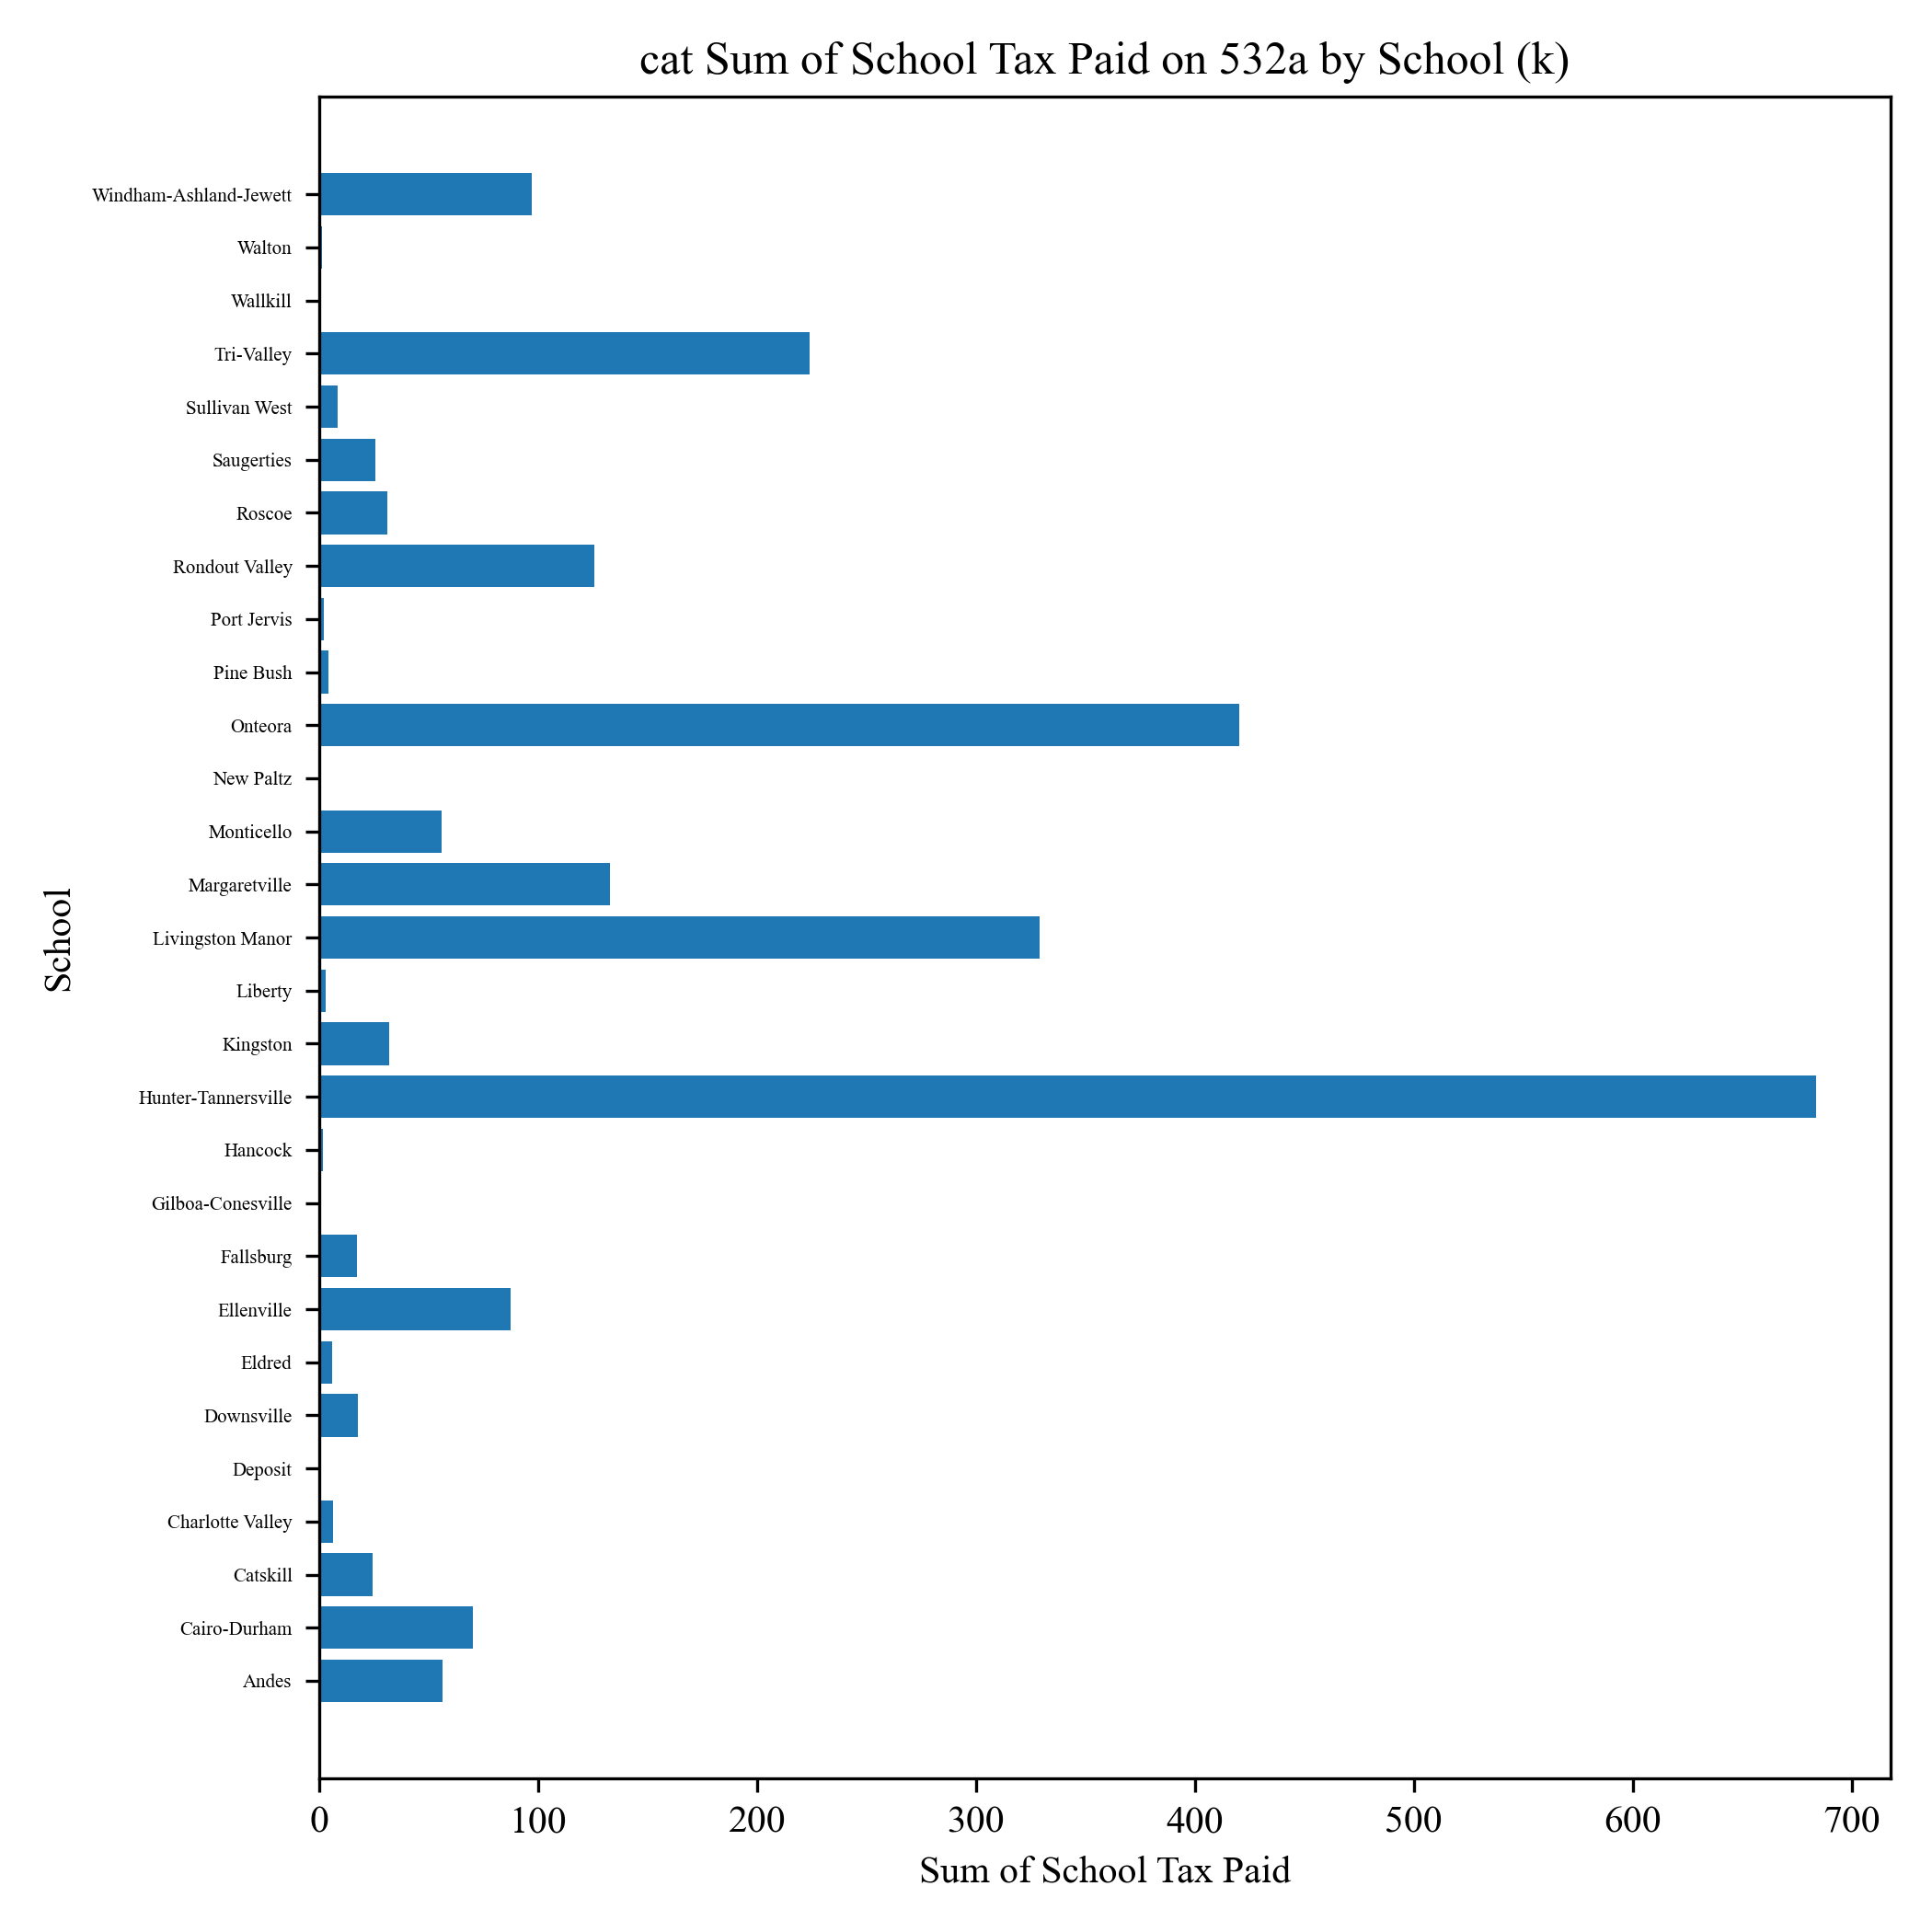 cat Sum of School Tax Paid on 532a by School (k)
Windham-Ashland-Jewett
Walton
Wallkill
Tri-Valley
Sullivan West
Saugerties
Roscoe
Rondout Valley
Port Jervis
Pine Bush
Onteora
New Paltz
Monticello
Margaretville
Livingston Manor
Liberty
Kingston
Hunter-Tannersville
Hancock
Gilboa-Conesville
Fallsburg
Ellenville
Eldred
Downsville
Deposit
Charlotte Valley
Catskill
Cairo-Durham
Andes
School
0 100 200 300 400 500 600 700
Sum of School Tax Paid